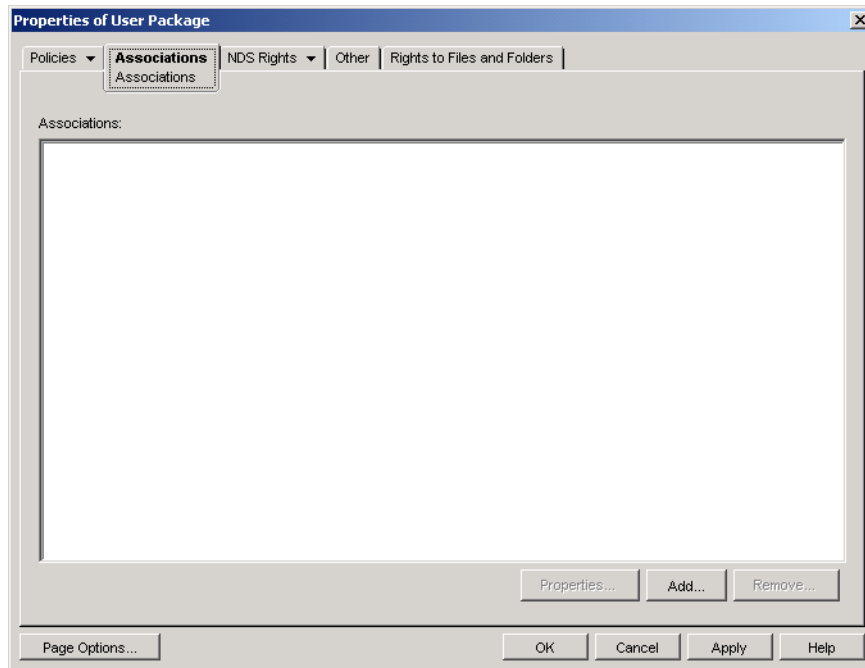 Properties of User Package
Policies Associations NDS Rights Other Rights to Files and Folders
Associations
Associations:
Properties... Add... Remove...
Page Options... OK Cancel Apply Help